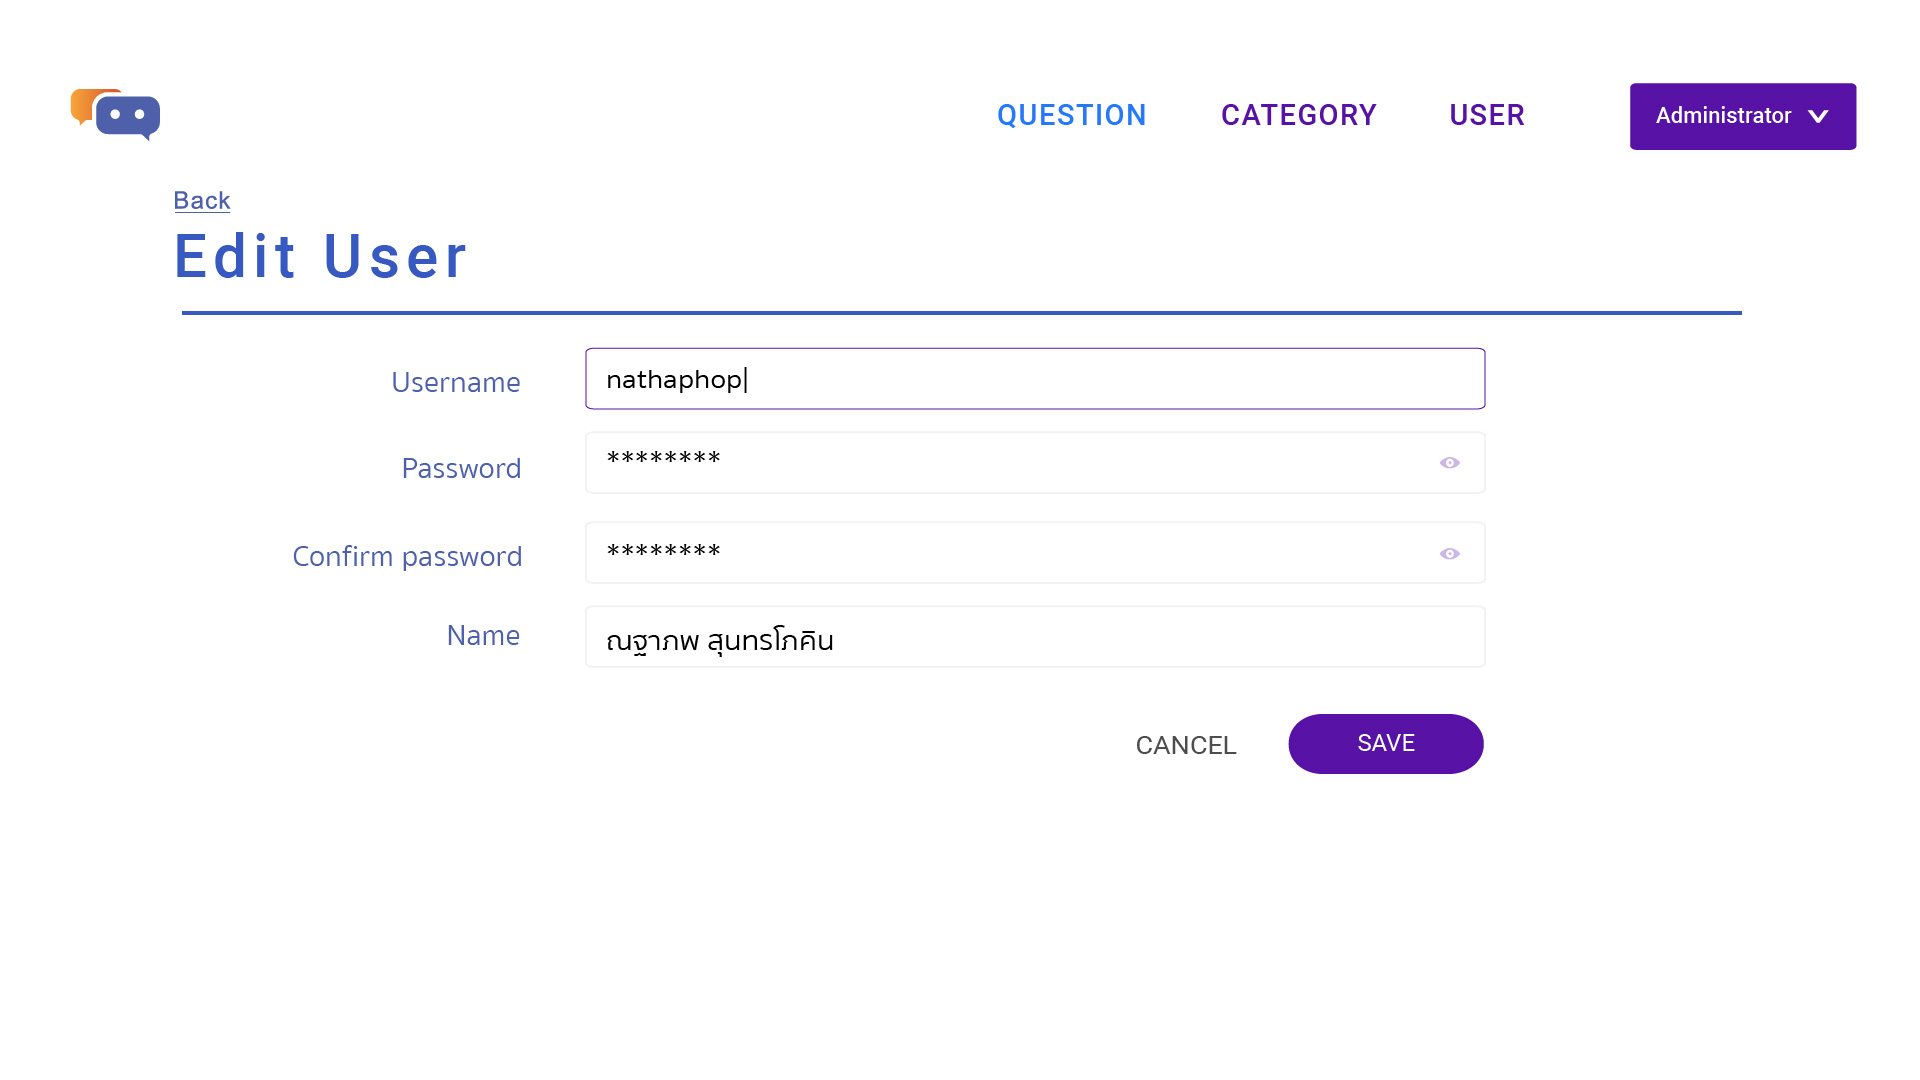 QUESTION CATEGORY USER Administrator
Back
Edit User
Username nathaphop
Password ********
Confirm password ********
Name ณฐาภพ สุนทรโภคิน
CANCEL SAVE